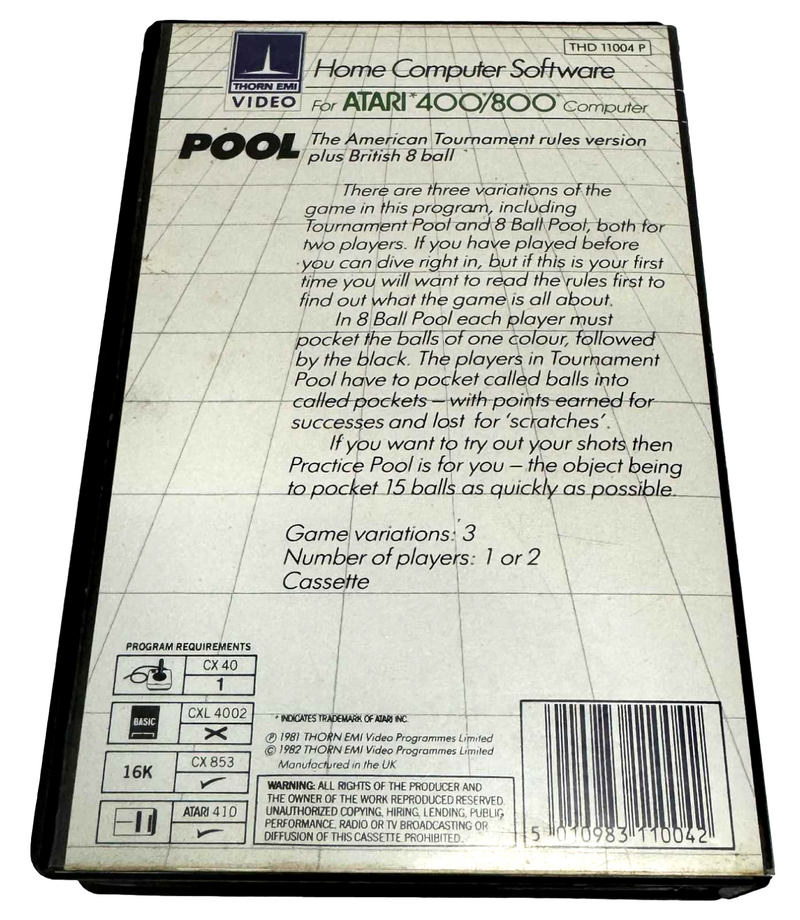 THD 11004 P
THORN EMI
VIDEO
Home Computer Software
For ATARI* 400/800* Computer
POOL
The American Tournament rules version
plus British 8 ball
There are three variations of the
game in this program, including
Tournament Pool and 8 Ball Pool, both for
two players. If you have played before
you can dive right in, but if this is your first
time you will want to read the rules first to
find out what the game is all about.
In 8 Ball Pool each player must
pocket the balls of one colour, followed
by the black. The players in Tournament
Pool have to pocket called balls into
called pockets – with points earned for
successes and lost for 'scratches'.
If you want to try out your shots then
Practice Pool is for you – the object being
to pocket 15 balls as quickly as possible.
Game variations: 3
Number of players: 1 or 2
Cassette
PROGRAM REQUIREMENTS
CX 40
1
BASIC
CXL 4002
16K
CX 853
ATARI 410
* INDICATES TRADEMARK OF ATARI INC.
Ⓟ 1981 THORN EMI Video Programmes Limited
© 1982 THORN EMI Video Programmes Limited
Manufactured in the UK
WARNING: ALL RIGHTS OF THE PRODUCER AND
THE OWNER OF THE WORK REPRODUCED RESERVED.
UNAUTHORIZED COPYING, HIRING, LENDING, PUBLIC
PERFORMANCE, RADIO OR TV BROADCASTING OR
DIFFUSION OF THIS CASSETTE PROHIBITED.
5 010983 110042